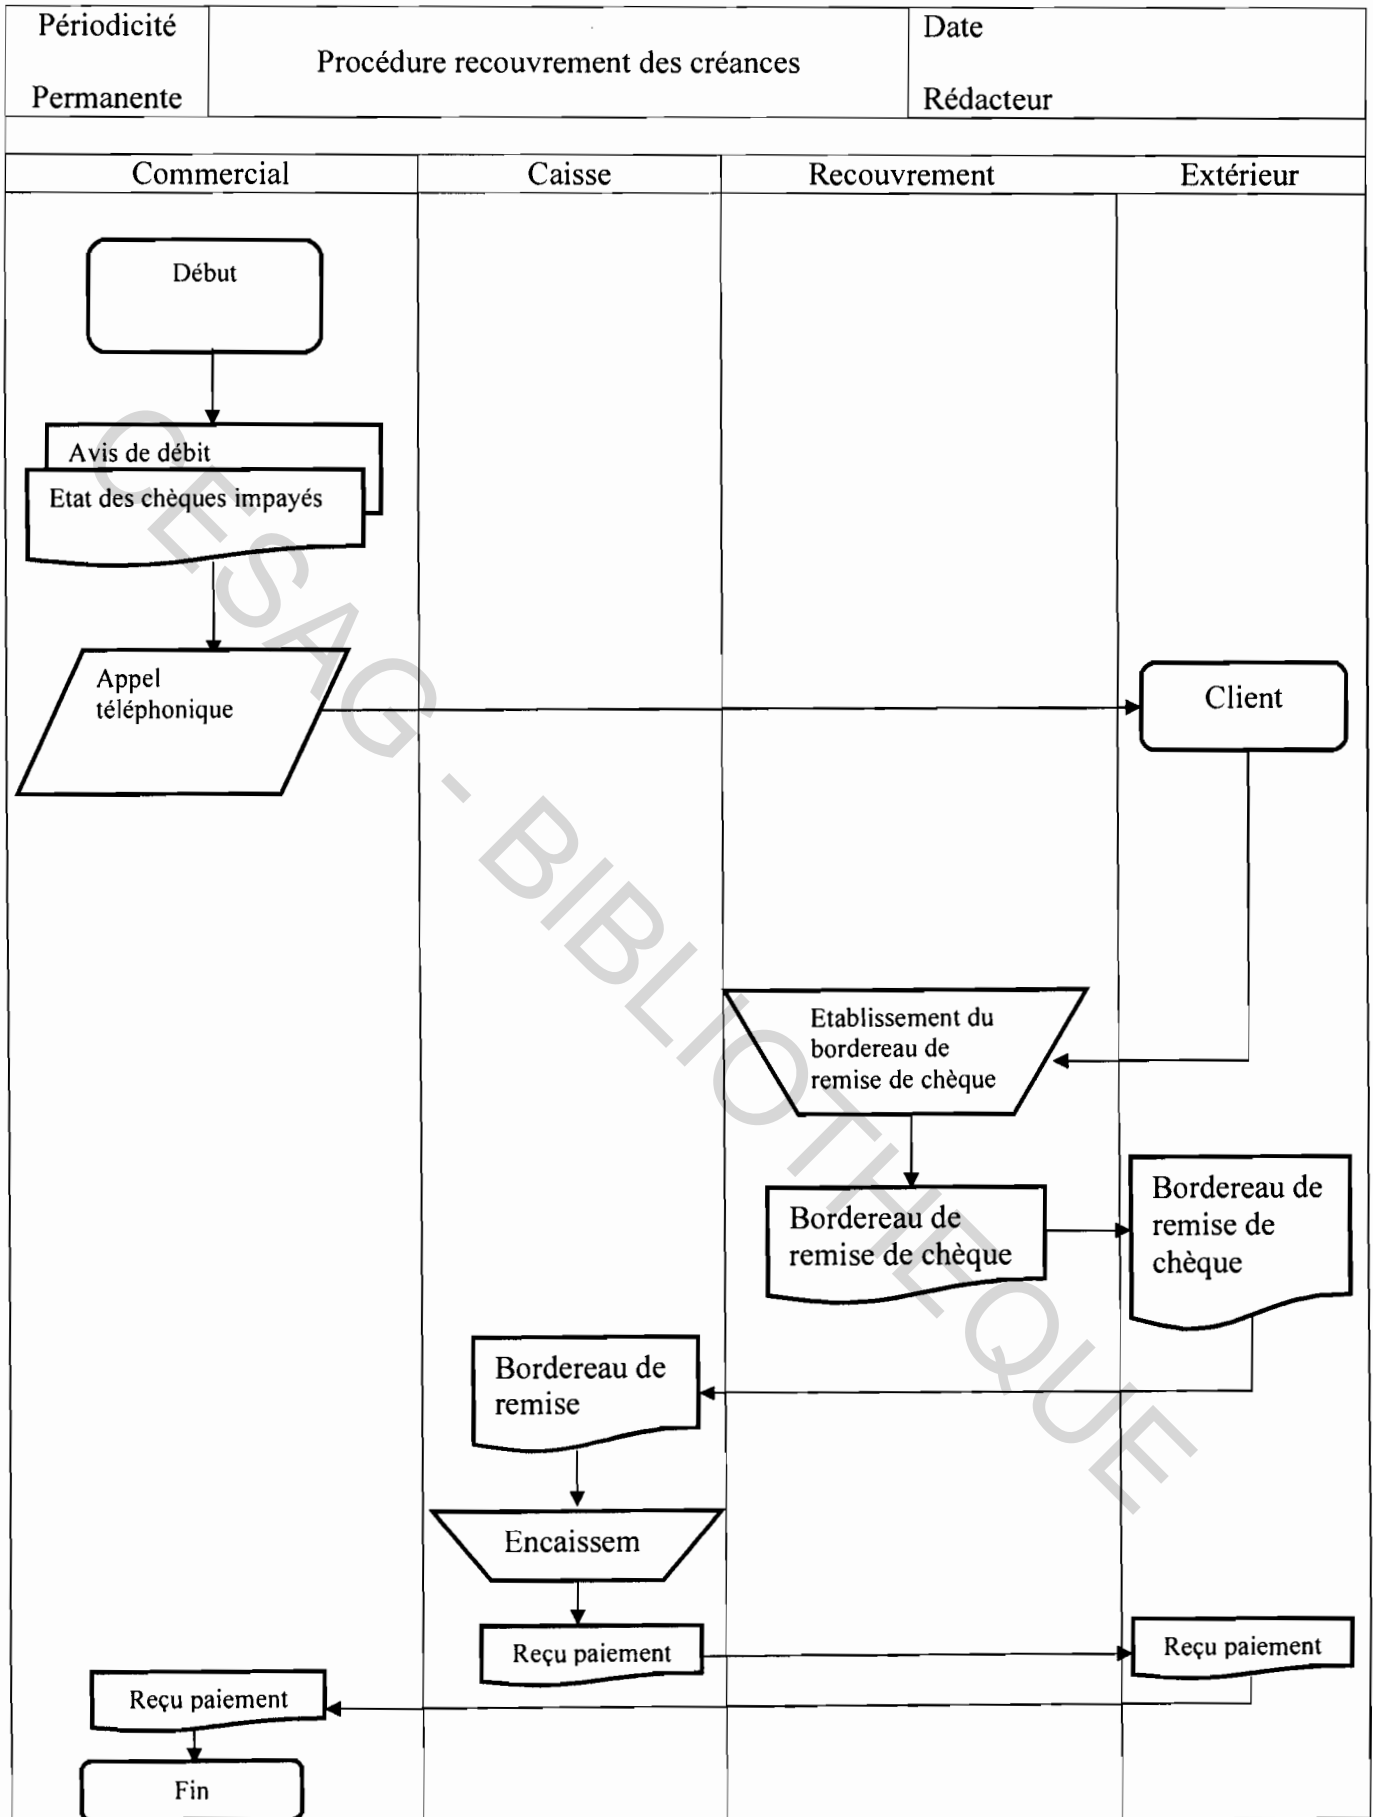 Périodicité
Permanente
Procédure recouvrement des créances
Date
Rédacteur
Commercial
Caisse
Recouvrement
Extérieur
Début
Avis de débit
Etat des chèques impayés
Appel
téléphonique
Client
Etablissement du
bordereau de
remise de chèque
Bordereau de
remise de chèque
Bordereau de
remise de
chèque
Bordereau de
remise
Encaissem
Reçu paiement
Reçu paiement
Reçu paiement
Fin
CESAG - BIBLIOTHEQUE